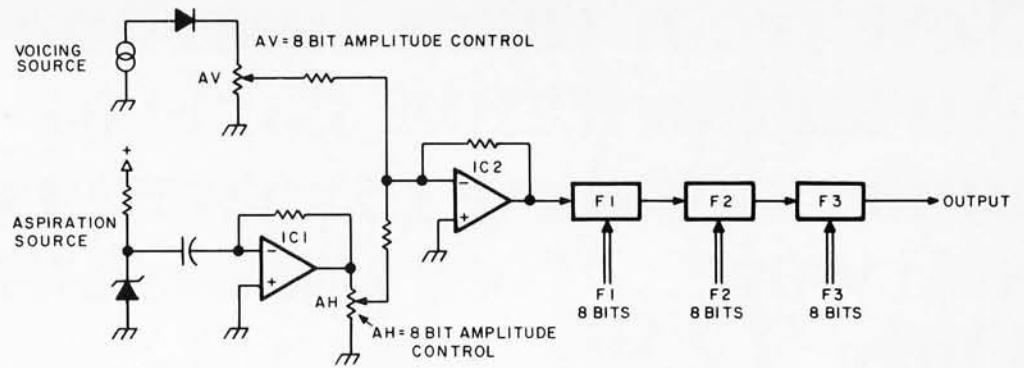 VOICING
SOURCE
AV = 8 BIT AMPLITUDE CONTROL
AV
+
ASPIRATION
SOURCE
IC1
-
+
AH
AH = 8 BIT AMPLITUDE
CONTROL
IC2
-
+
F1
F2
F3
OUTPUT
F1
8 BITS
F2
8 BITS
F3
8 BITS